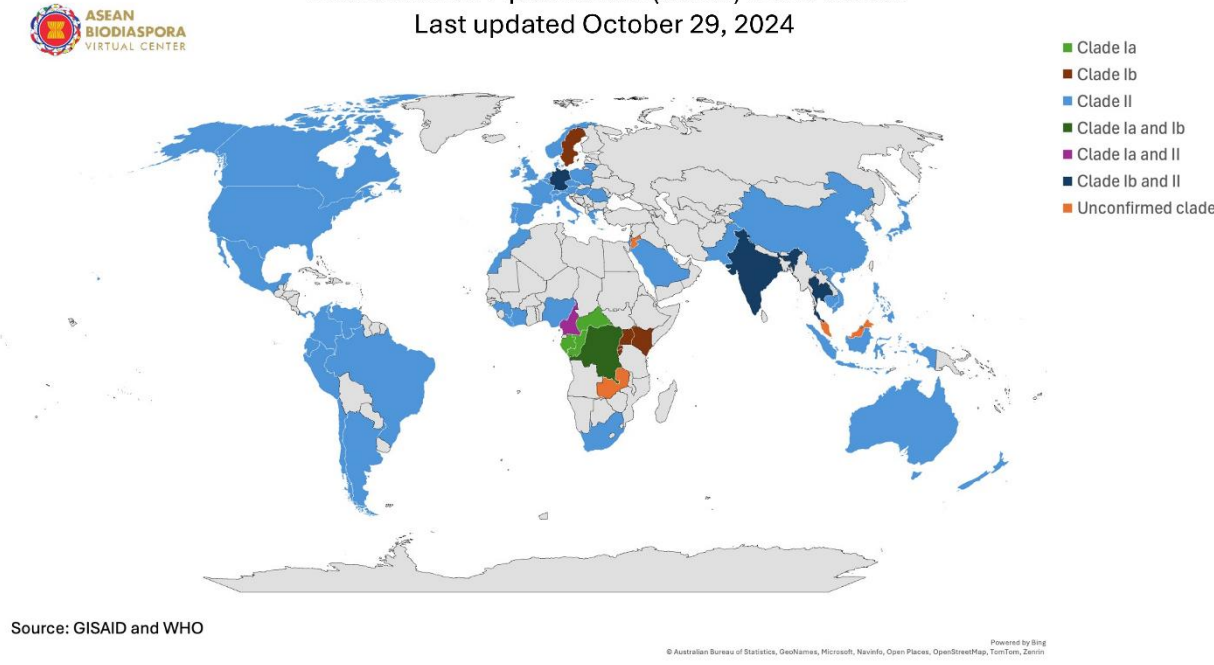 ASEAN
BIODIASPORA
VIRTUAL CENTER
Last updated October 29, 2024
Clade Ia
Clade Ib
Clade II
Clade Ia and Ib
Clade Ia and II
Clade Ib and II
Unconfirmed clade
Source: GISAID and WHO
Powered by Bing
© Australian Bureau of Statistics, GeoNames, Microsoft, Navinfo, Open Places, OpenStreetMap, TomTom, Zenrin